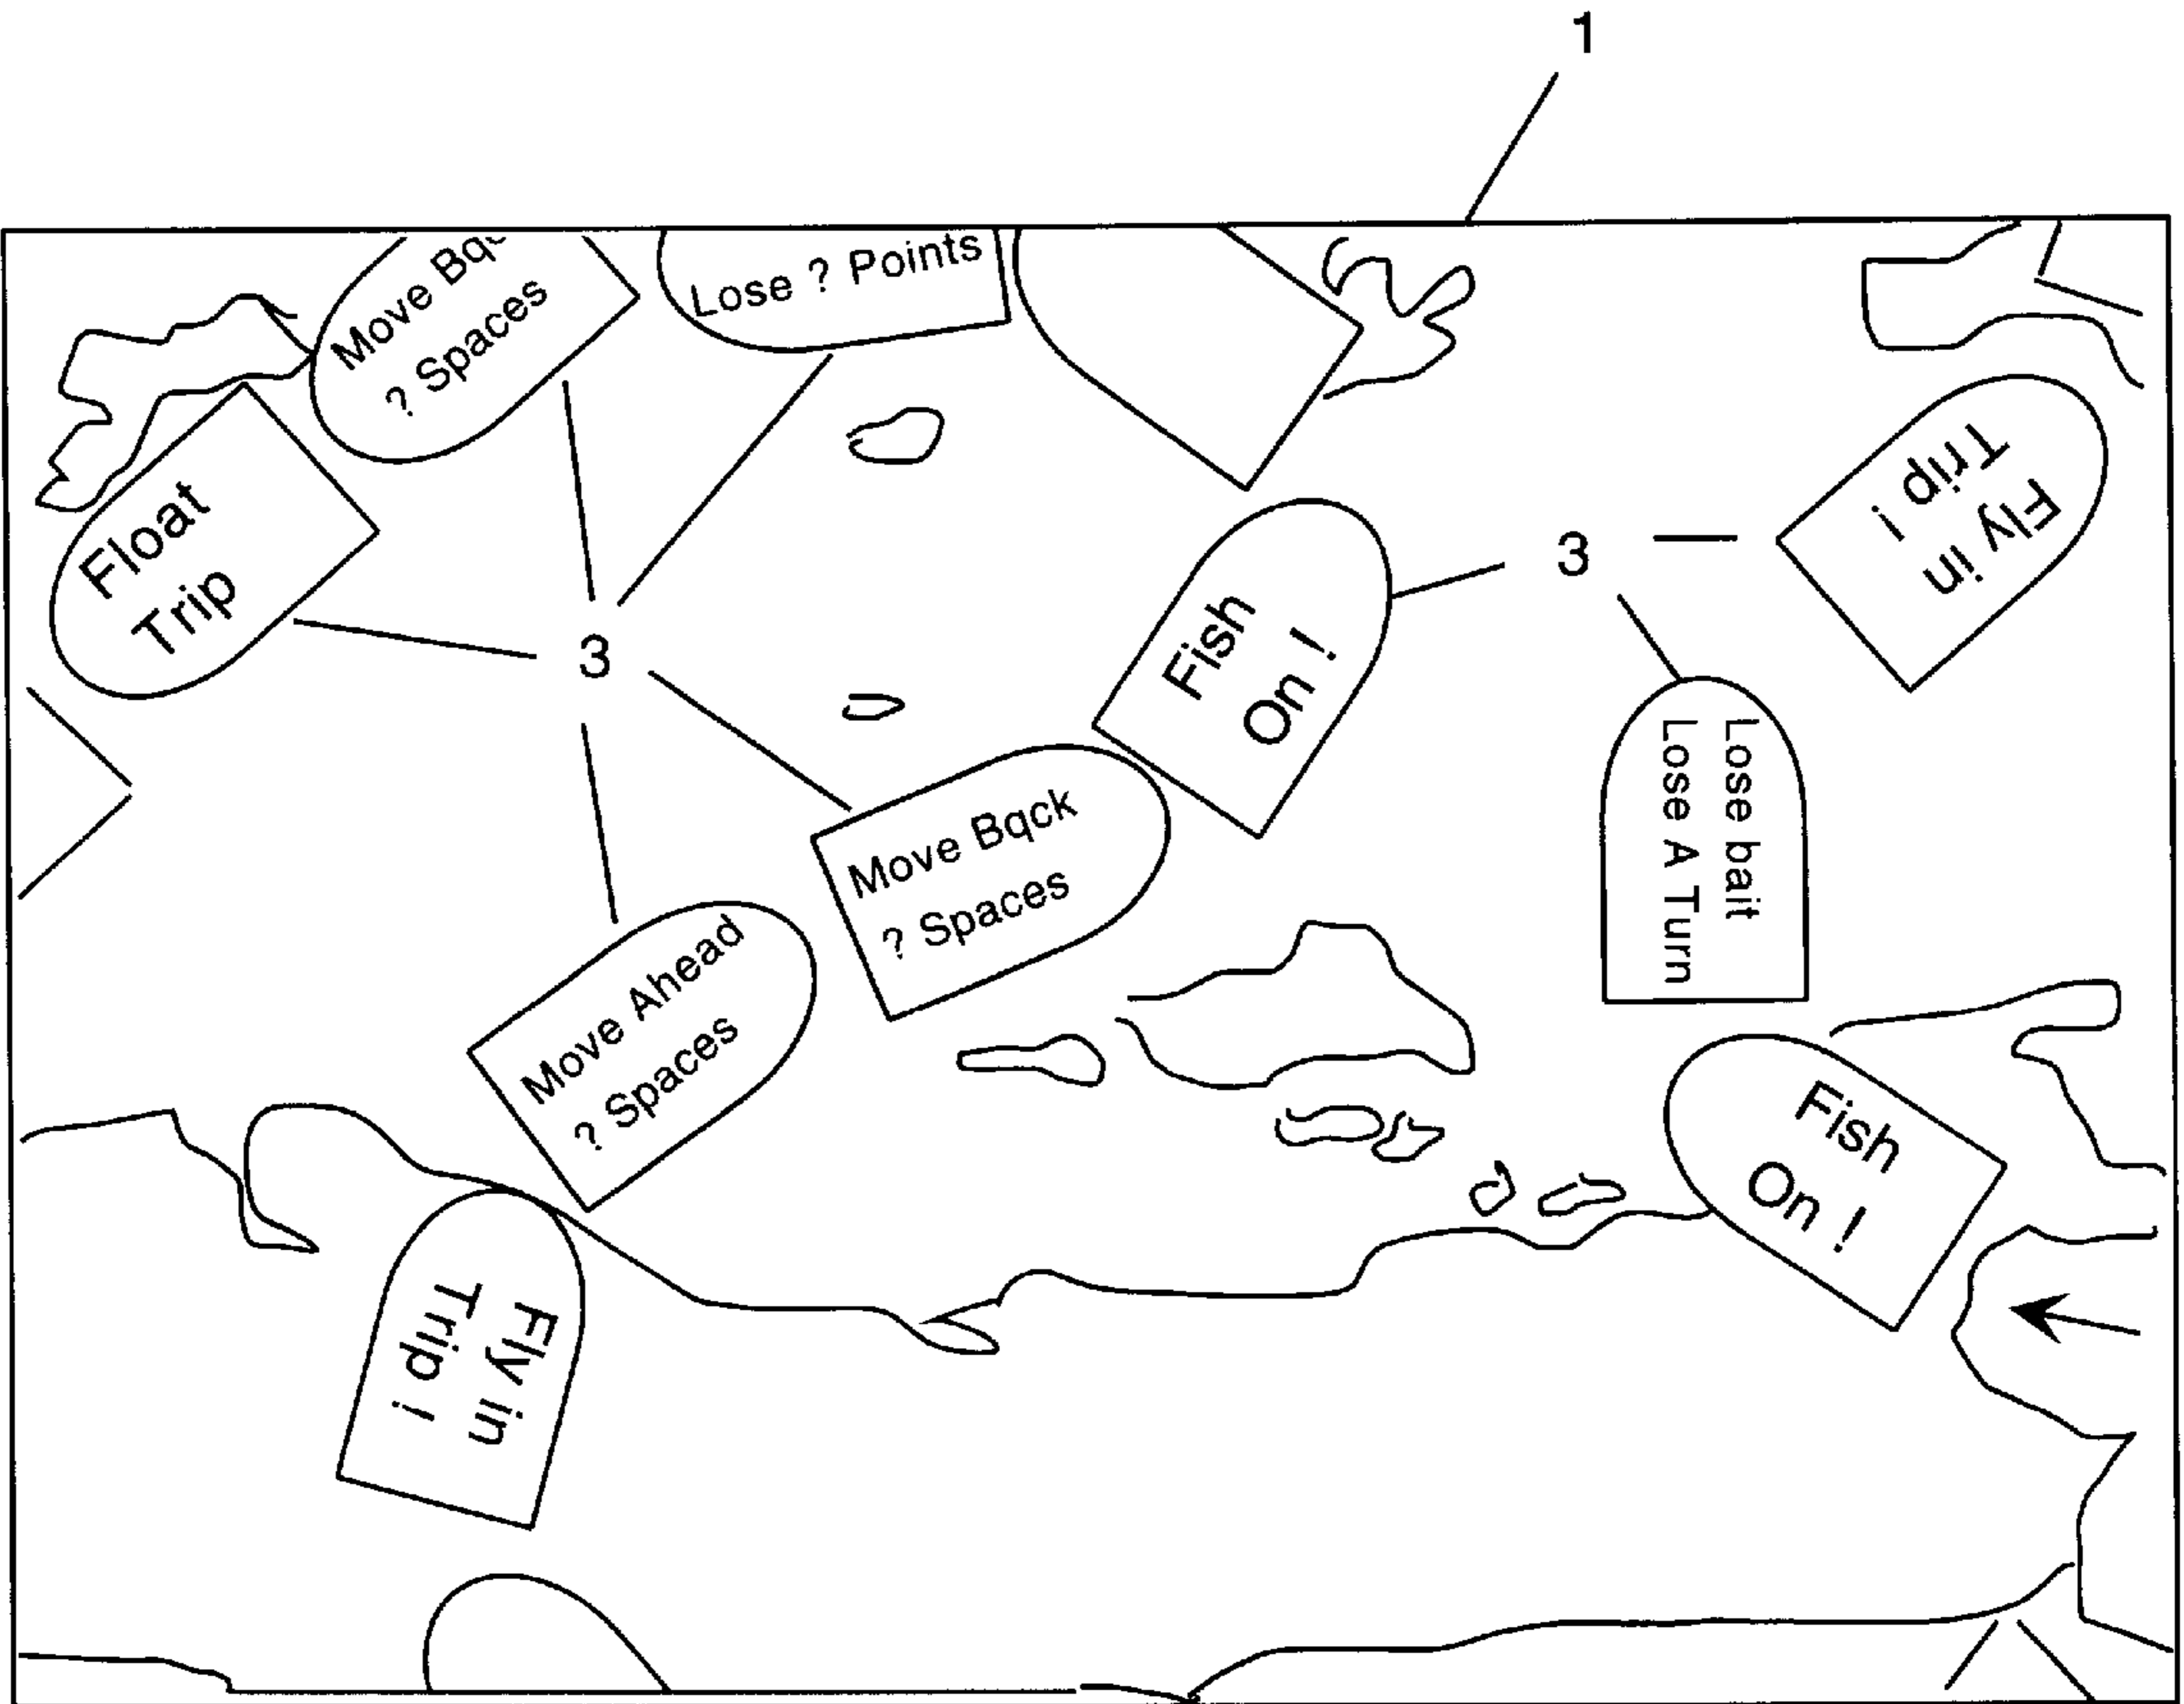 1
Move Bq
? Spaces
Lose ? Points
Fly in
Trip !
Float
Trip
3
Fish
On !
3
Lose bait
Lose A Turn
Move Bqck
? Spaces
Move Ahead
? Spaces
Fish
On !
Fly in
Trip !